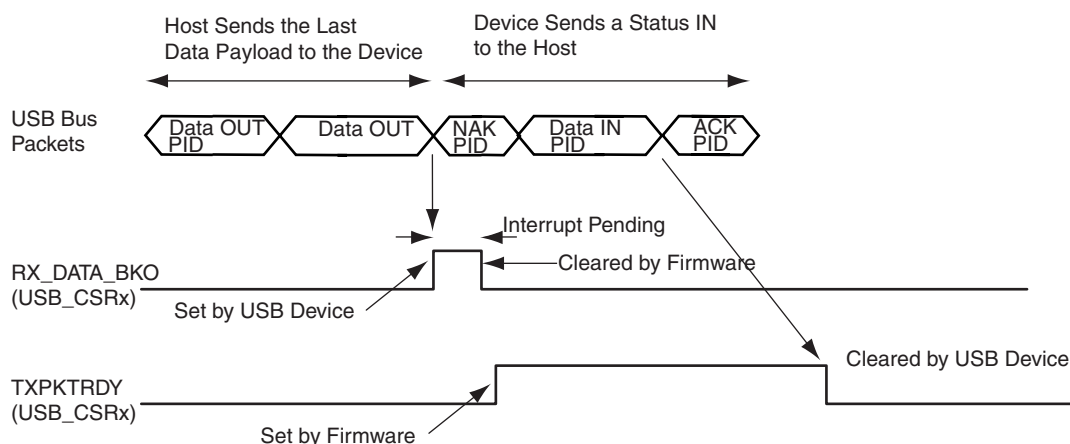 Host Sends the Last
Data Payload to the Device
Device Sends a Status IN
to the Host
USB Bus
Packets
Data OUT
PID
Data OUT
NAK
PID
Data IN
PID
ACK
PID
Interrupt Pending
RX_DATA_BKO
(USB_CSRx)
Cleared by Firmware
Set by USB Device
Cleared by USB Device
TXPKTRDY
(USB_CSRx)
Set by Firmware